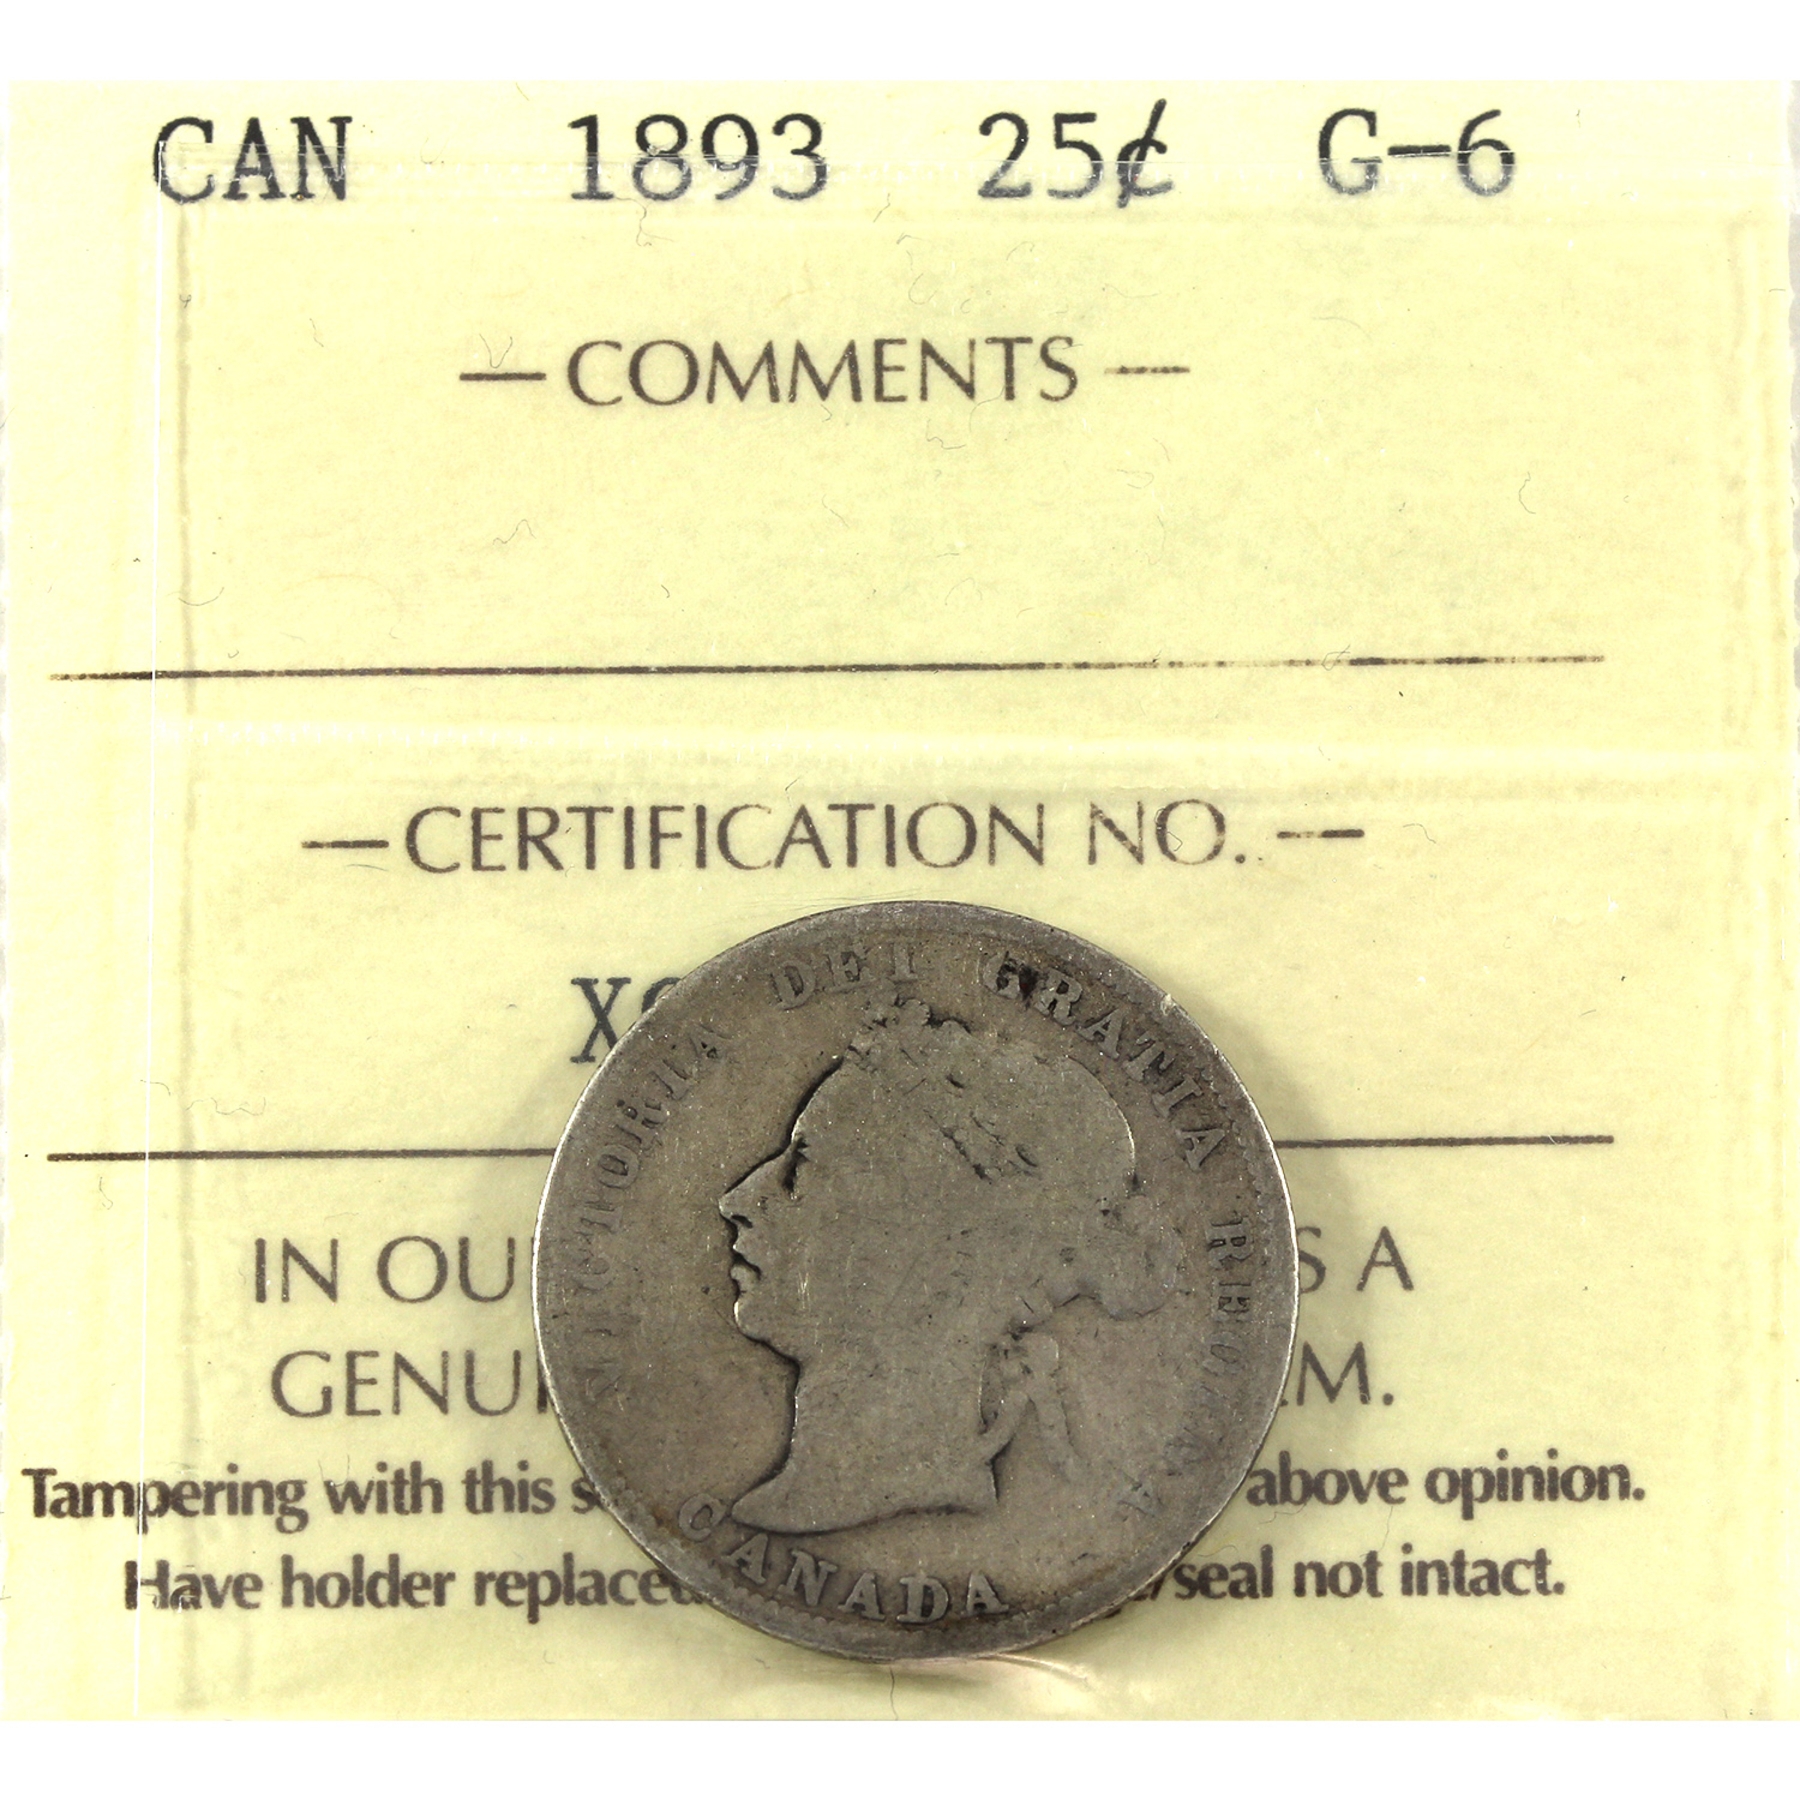 CAN 1893 25¢ G-6
— COMMENTS —
— CERTIFICATION NO. —
IN OU S A
GENU M.
Tampering with this s above opinion.
Have holder replaced /seal not intact.
VICTORIA DEI GRATIA REGINA
CANADA